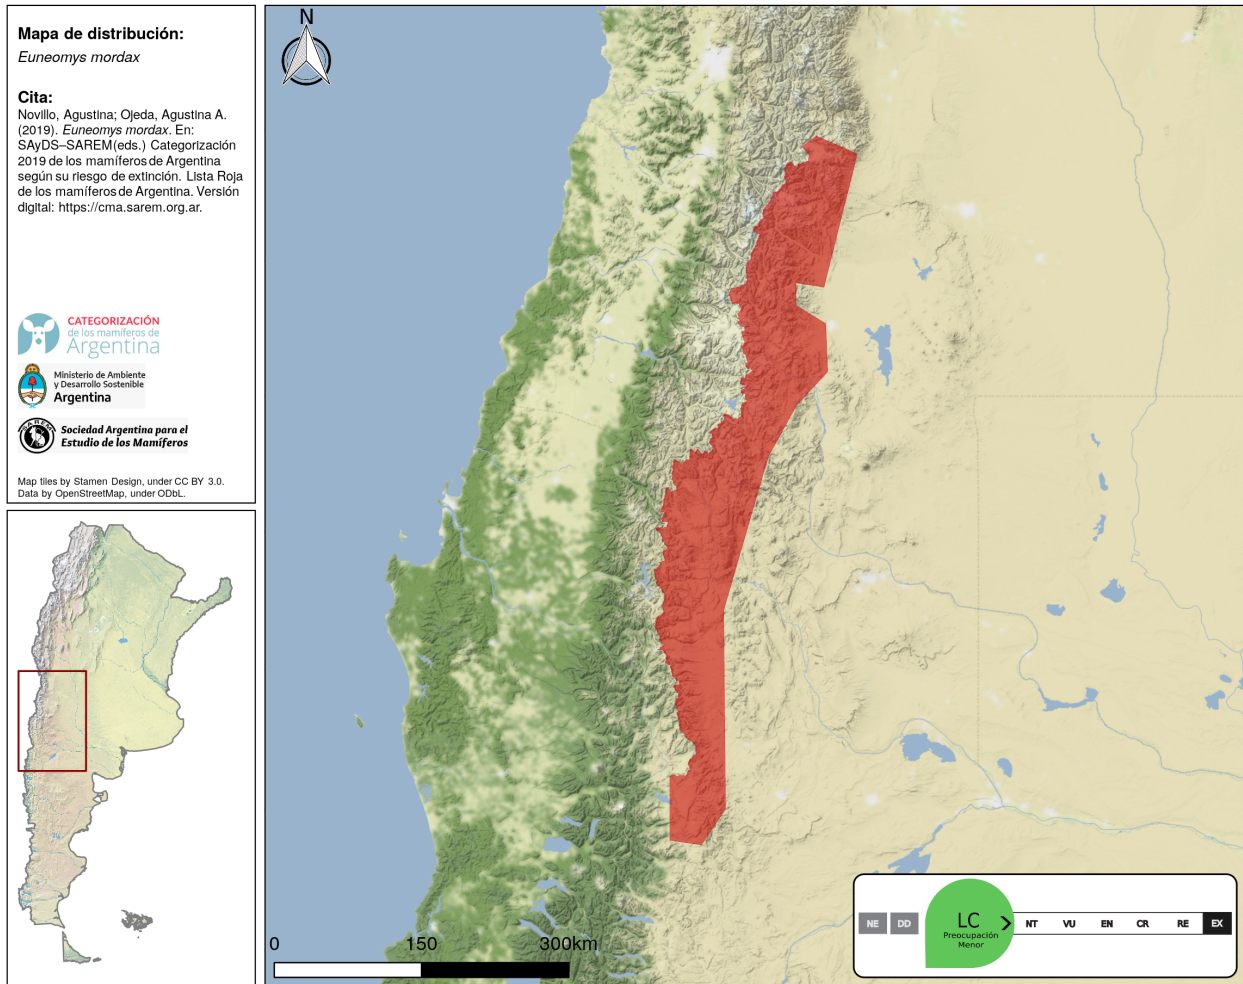 Mapa de distribución:
Euneomys mordax
Cita:
Novillo, Agustina; Ojeda, Agustina A.
(2019). Euneomys mordax. En:
SAyDS–SAREM(eds.) Categorización
2019 de los mamíferos de Argentina
según su riesgo de extinción. Lista Roja
de los mamíferos de Argentina. Versión
digital: https://cma.sarem.org.ar.
CATEGORIZACIÓN
de los mamíferos de
Argentina
Ministerio de Ambiente
y Desarrollo Sostenible
Argentina
SAREM
Sociedad Argentina para el
Estudio de los Mamíferos
Map tiles by Stamen Design, under CC BY 3.0.
Data by OpenStreetMap, under ODbL.
N
0 150 300km
NE DD LC NT VU EN CR RE EX
Preocupación
Menor